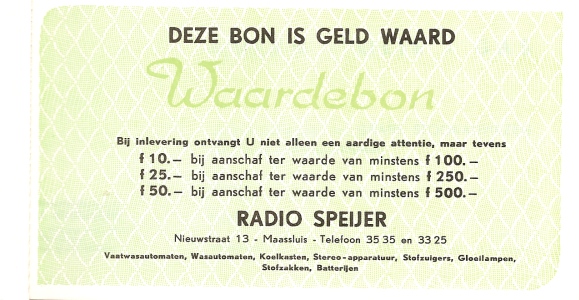 DEZE BON IS GELD WAARD
Waardebon
Bij inlevering ontvangt U niet alleen een aardige attentie, maar tevens
f 10.— bij aanschaf ter waarde van minstens f 100.—
f 25.— bij aanschaf ter waarde van minstens f 250.—
f 50.— bij aanschaf ter waarde van minstens f 500.—
RADIO SPEIJER
Nieuwstraat 13 - Maassluis - Telefoon 35 35 en 33 25
Vaatwasautomaten, Wasautomaten, Koelkasten, Stereo-apparatuur, Stofzuigers, Gloeilampen,
Stofzakken, Batterijen